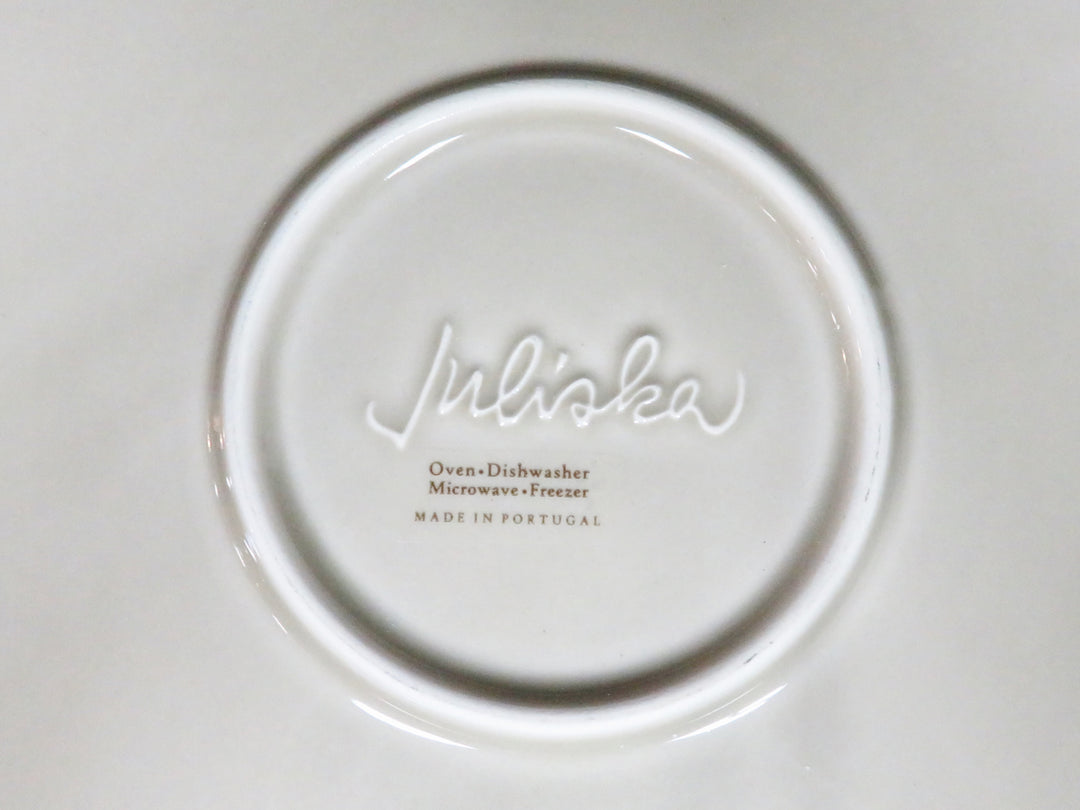 Juliska
Oven•Dishwasher
Microwave•Freezer
MADE IN PORTUGAL